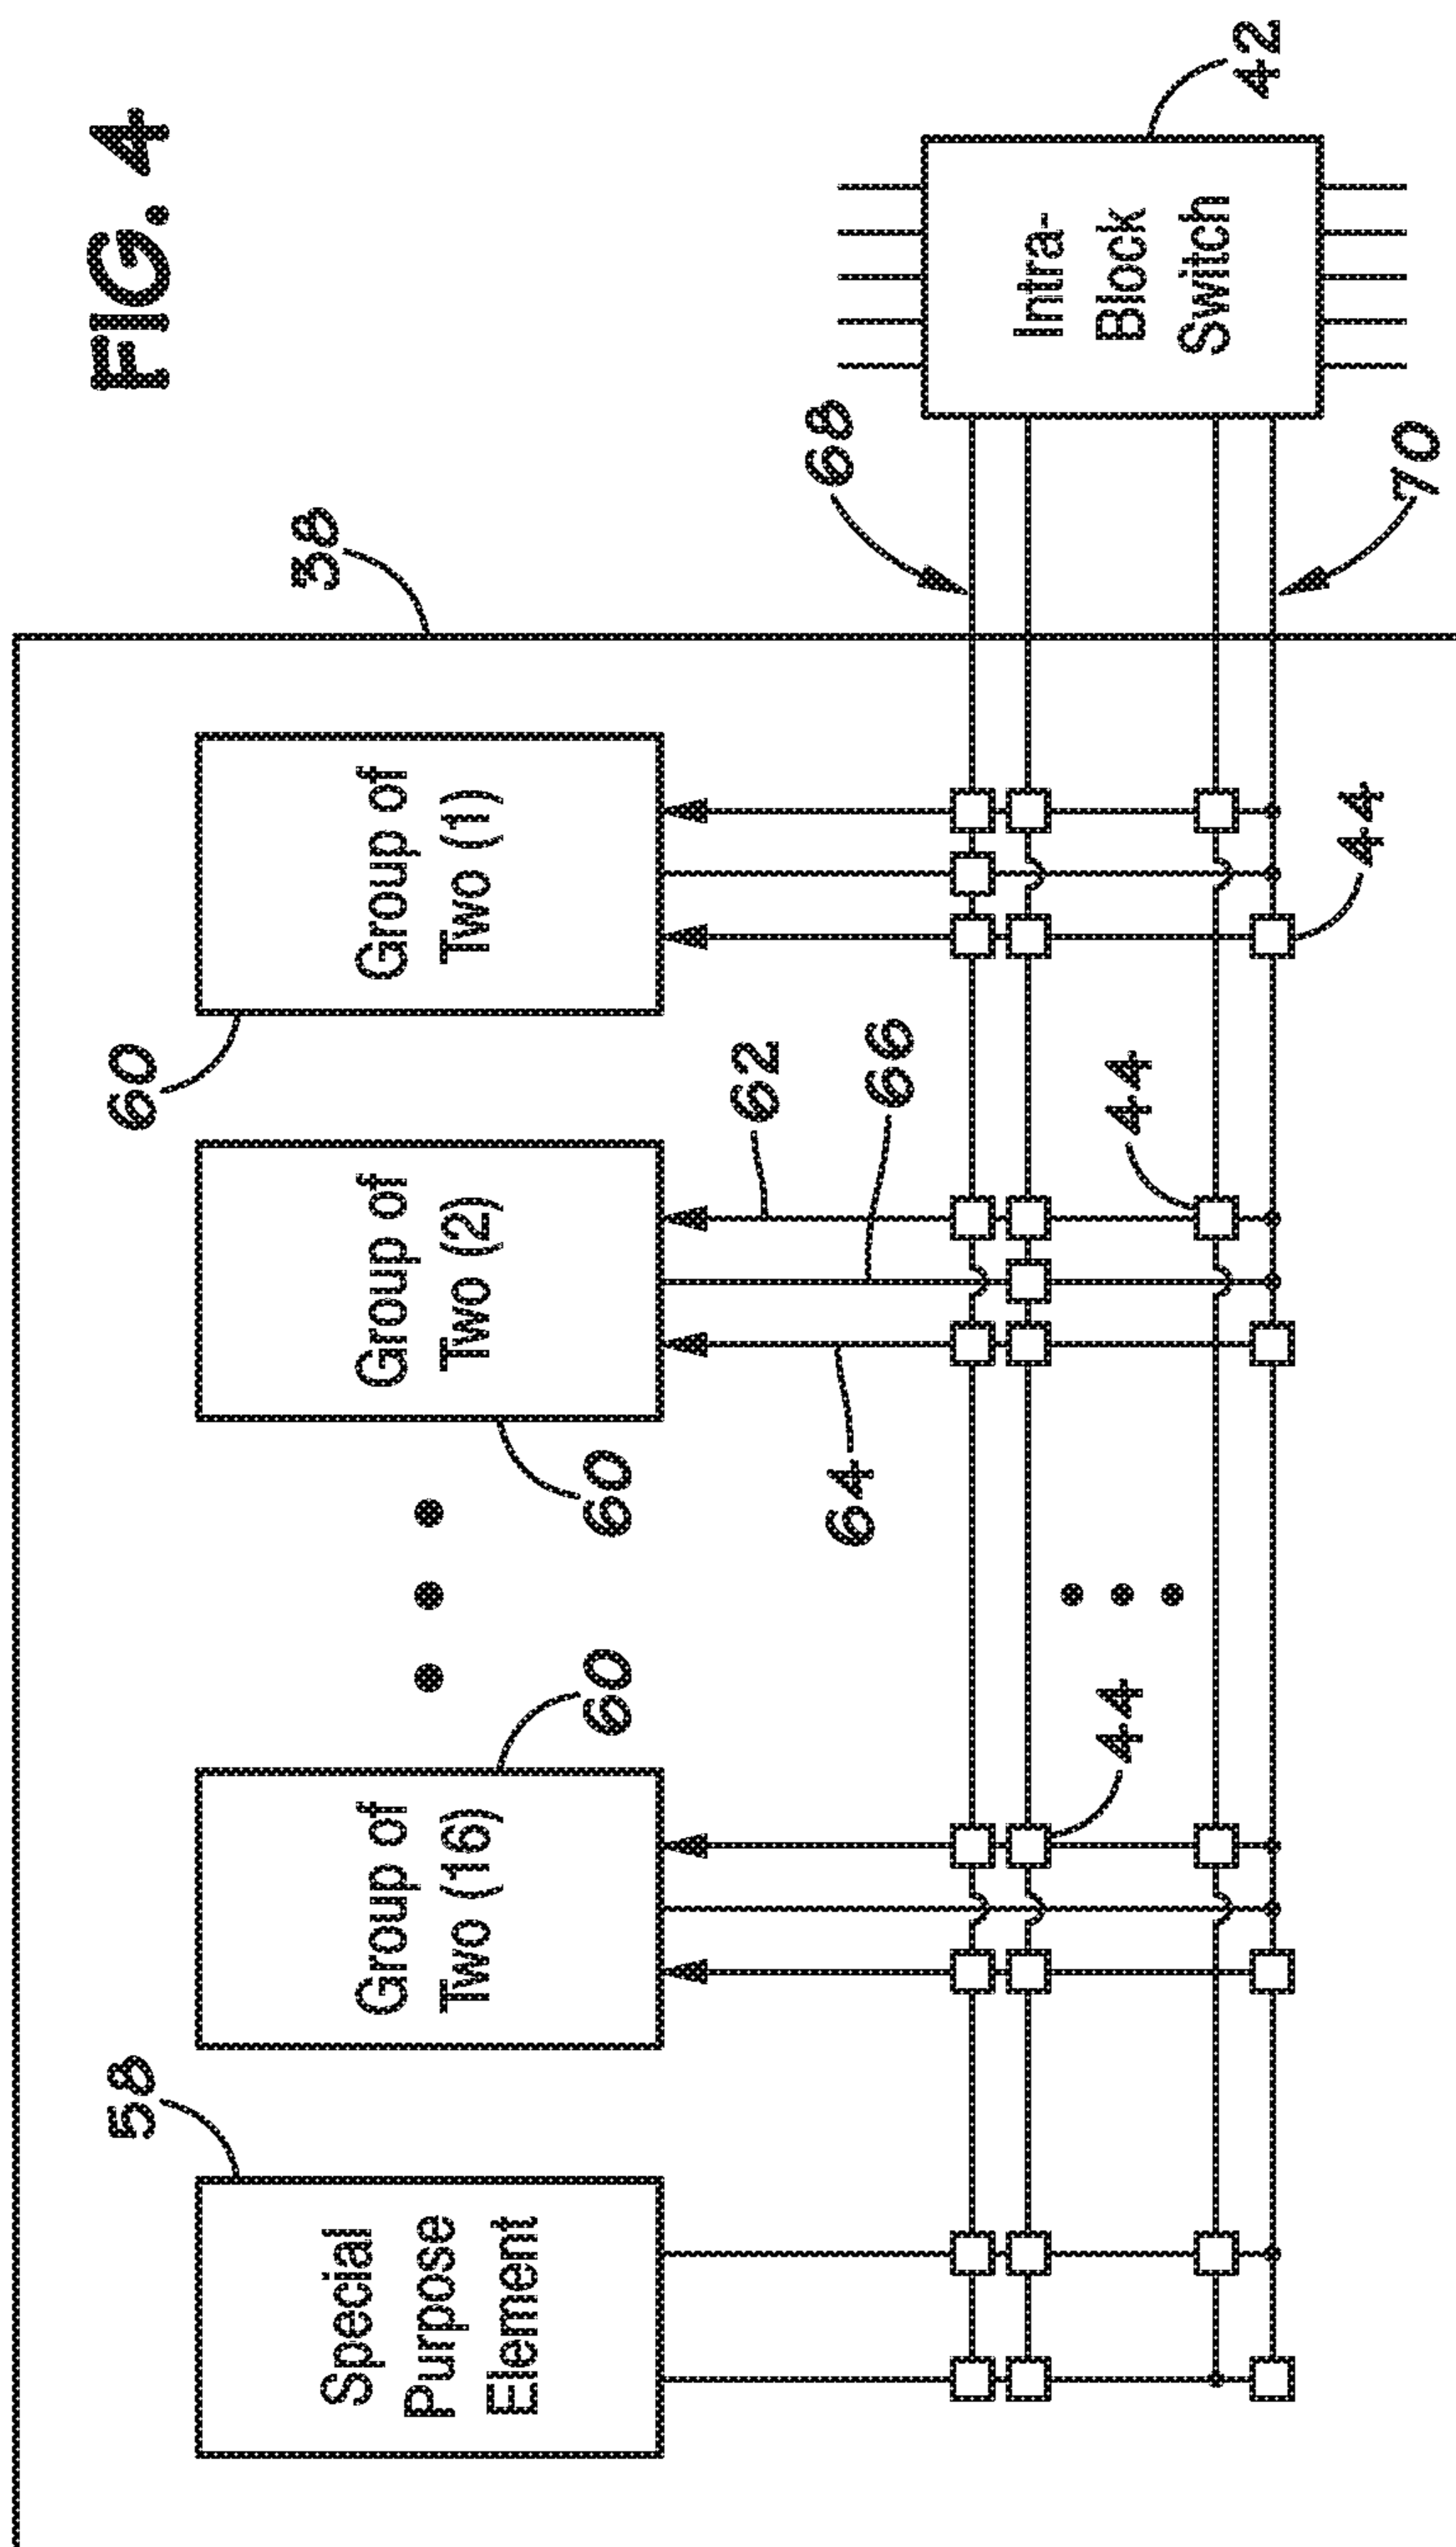 FIG. 4
38
58
60
Special
Purpose
Element
Group of
Two (16)
Group of
Two (2)
Group of
Two (1)
60
60
62
64
66
68
44
44
44
70
Intra-
Block
Switch
42